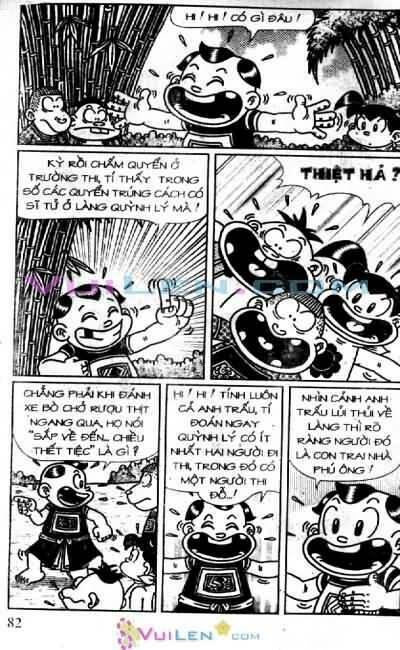 HI! HI! CÓ GÌ ĐÂU!
KỲ RỒI CHẤM QUYỂN Ở
TRƯỜNG THI, TÍ THẤY TRONG
SỐ CÁC QUYỂN TRÚNG CÁCH CÓ
SĨ TỬ Ở LÀNG QUỲNH LÝ MÀ!
THIỆT HẢ?
VUILEN.COM
CHẲNG PHẢI KHI ĐÁNH
XE BÒ CHỞ RƯỢU THỊT
NGANG QUA, HỌ NÓI
"SẮP VỀ ĐẾN... CHIỀU
THẾT TIỆC" LÀ GÌ?
HI! HI! TÍNH LUÔN
CẢ ANH TRẤU, TÍ
ĐOÁN NGAY
QUỲNH LÝ CÓ ÍT
NHẤT HAI NGƯỜI ĐI
THI, TRONG ĐÓ CÓ
MỘT NGƯỜI THI
ĐỖ..!
NHÌN CẢNH ANH
TRẤU LỦI THỦI VỀ
LÀNG THÌ RÕ
RÀNG NGƯỜI ĐÓ
LÀ CON TRAI NHÀ
PHÚ ÔNG!
82
VUILEN.COM